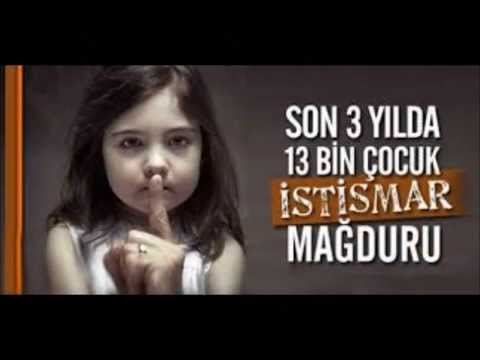 SON 3 YILDA
13 BİN ÇOCUK
İSTİSMAR
MAĞDURU